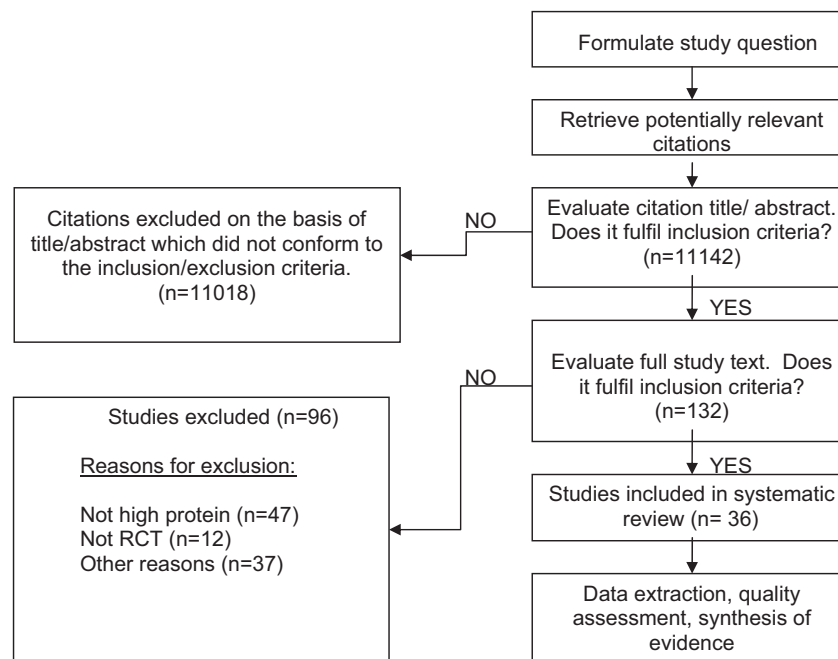 Formulate study question
Retrieve potentially relevant
citations
Evaluate citation title/ abstract.
Does it fulfil inclusion criteria?
(n=11142)
NO
Citations excluded on the basis of
title/abstract which did not conform to
the inclusion/exclusion criteria.
(n=11018)
YES
Evaluate full study text.  Does
it fulfil inclusion criteria?
(n=132)
NO
Studies excluded (n=96)
Reasons for exclusion:
Not high protein (n=47)
Not RCT (n=12)
Other reasons (n=37)
YES
Studies included in systematic
review (n= 36)
Data extraction, quality
assessment, synthesis of
evidence